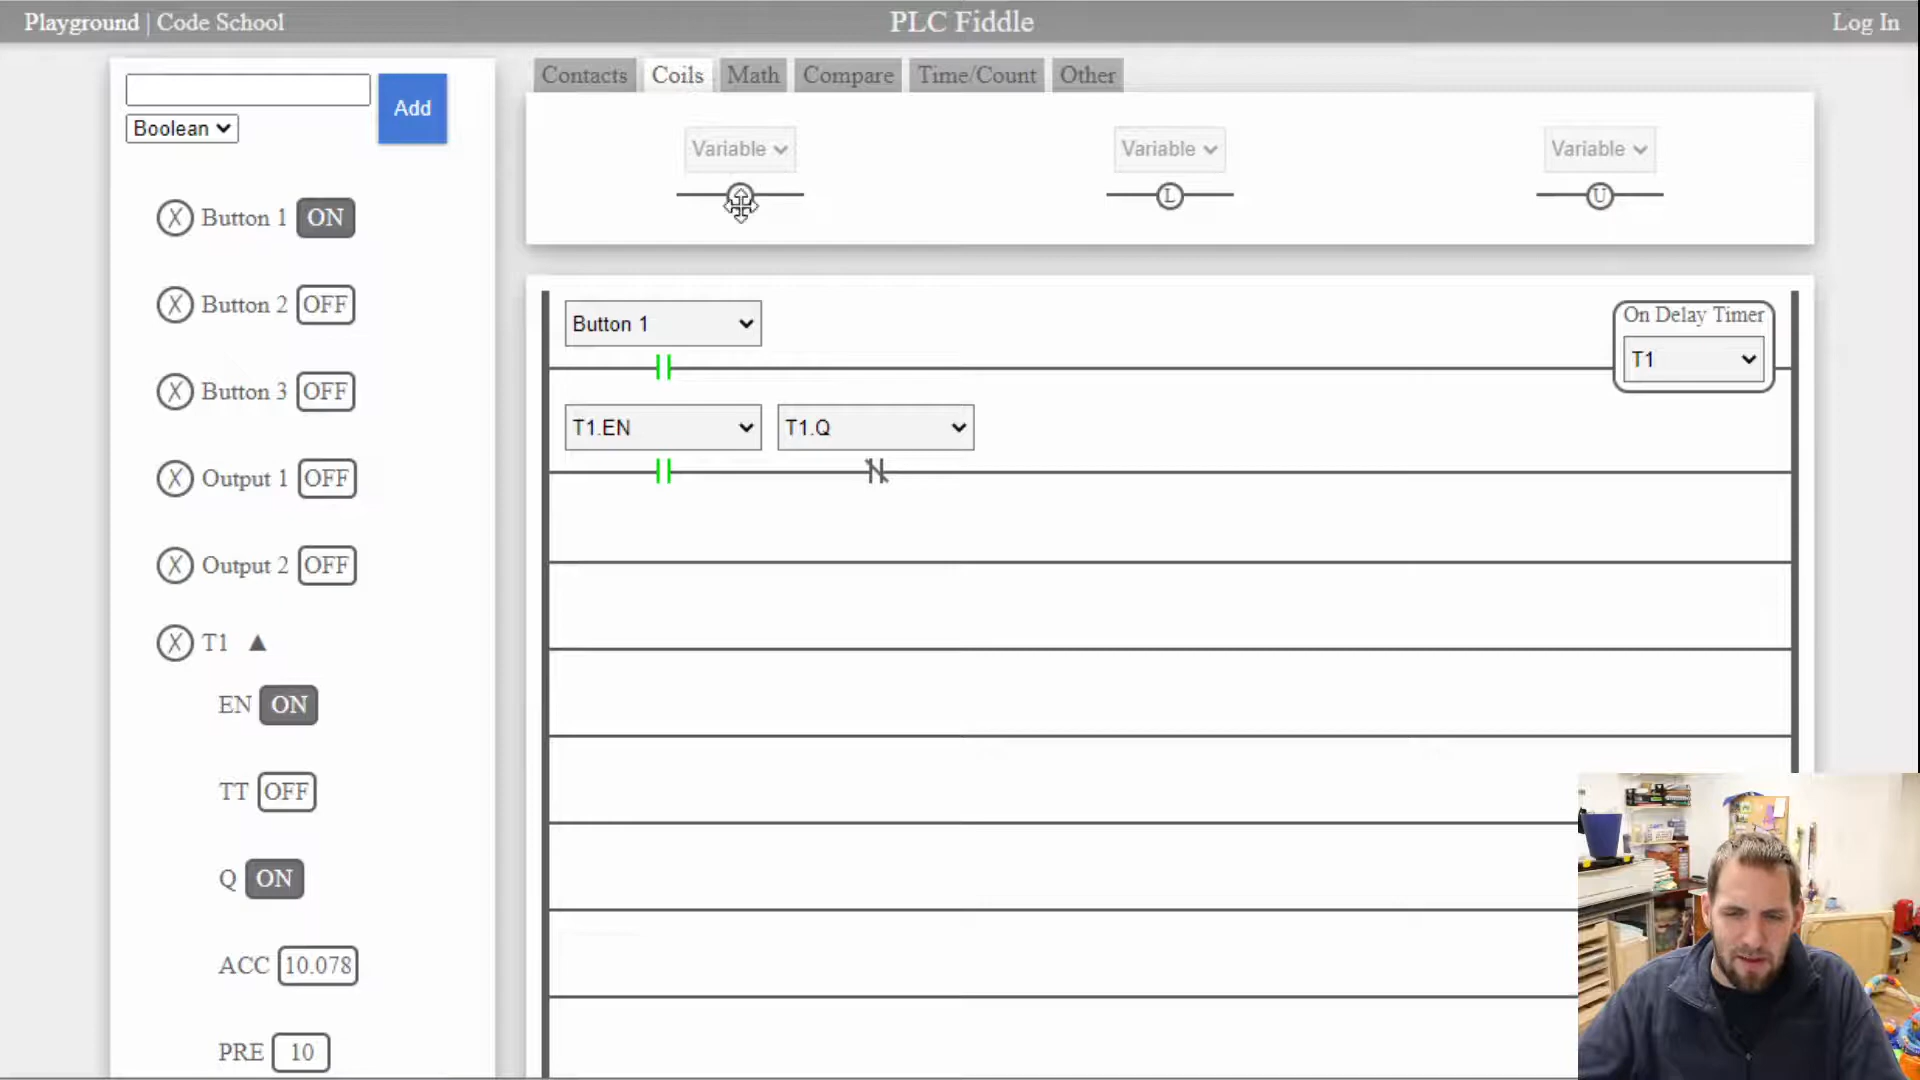 Playground | Code School
PLC Fiddle
Log In
Contacts
Coils
Math
Compare
Time/Count
Other
Add
Boolean
Variable
Variable
L
Variable
U
X Button 1 ON
X Button 2 OFF
X Button 3 OFF
X Output 1 OFF
X Output 2 OFF
X T1 ▲
EN ON
TT OFF
Q ON
ACC 10.078
PRE 10
Button 1
On Delay Timer
T1
T1.EN
T1.Q